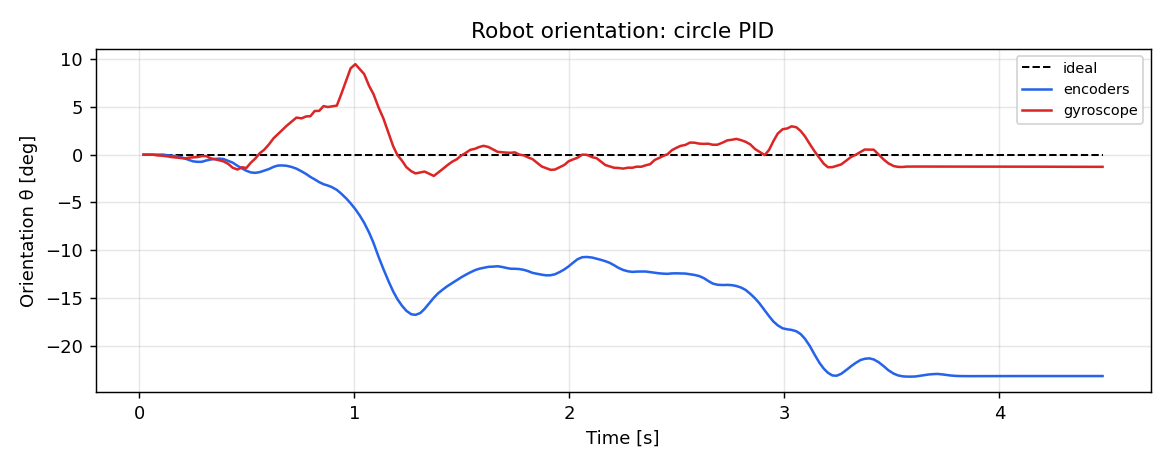 Robot orientation: circle PID
Orientation θ [deg]
10
5
0
−5
−10
−15
−20
ideal
encoders
gyroscope
0 1 2 3 4
Time [s]